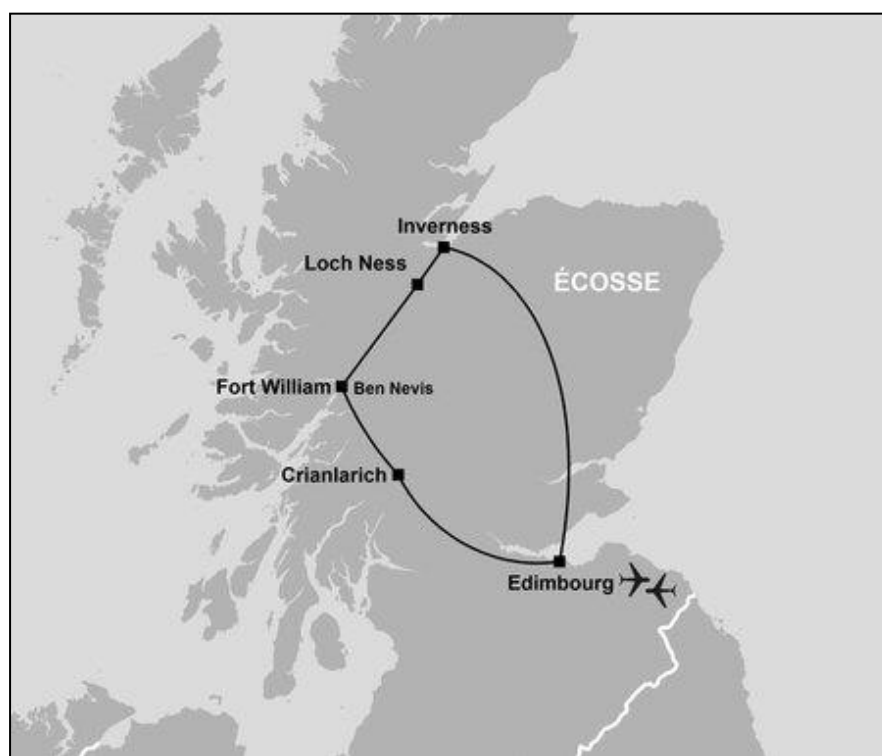 Inverness
Loch Ness
ÉCOSSE
Fort William Ben Nevis
Crianlarich
Edimbourg